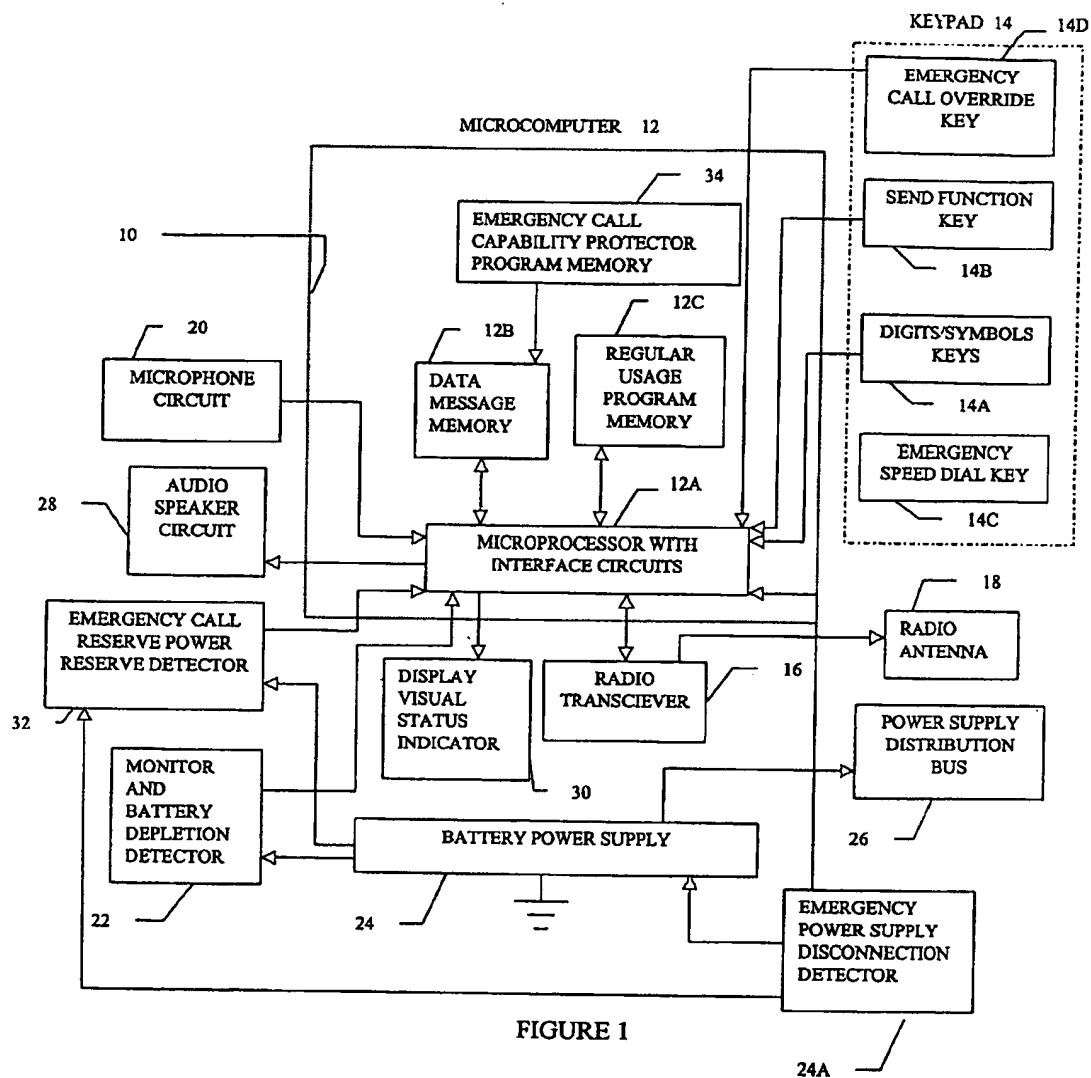 KEYPAD 14
14D
EMERGENCY
CALL OVERRIDE
KEY
MICROCOMPUTER 12
34
SEND FUNCTION
KEY
14B
10
EMERGENCY CALL
CAPABILITY PROTECTOR
PROGRAM MEMORY
12C
20
12B
DIGITS/SYMBOLS
KEYS
14A
MICROPHONE
CIRCUIT
DATA
MESSAGE
MEMORY
REGULAR
USAGE
PROGRAM
MEMORY
EMERGENCY
SPEED DIAL KEY
14C
28
AUDIO
SPEAKER
CIRCUIT
12A
MICROPROCESSOR WITH
INTERFACE CIRCUITS
18
EMERGENCY CALL
RESERVE POWER
RESERVE DETECTOR
32
RADIO
ANTENNA
DISPLAY
VISUAL
STATUS
INDICATOR
30
RADIO
TRANSCIEVER
16
POWER SUPPLY
DISTRIBUTION
BUS
26
MONITOR
AND
BATTERY
DEPLETION
DETECTOR
22
BATTERY POWER SUPPLY
24
EMERGENCY
POWER SUPPLY
DISCONNECTION
DETECTOR
24A
FIGURE 1